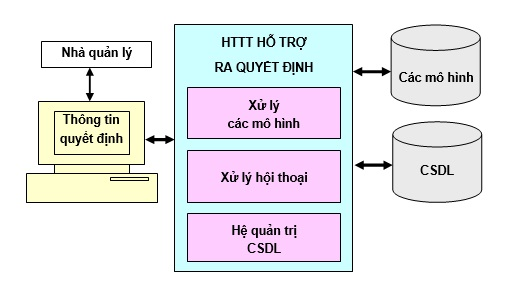 Nhà quản lý
Thông tin
quyết định
HTTT HỖ TRỢ
RA QUYẾT ĐỊNH
Xử lý
các mô hình
Xử lý hội thoại
Hệ quản trị
CSDL
Các mô hình
CSDL